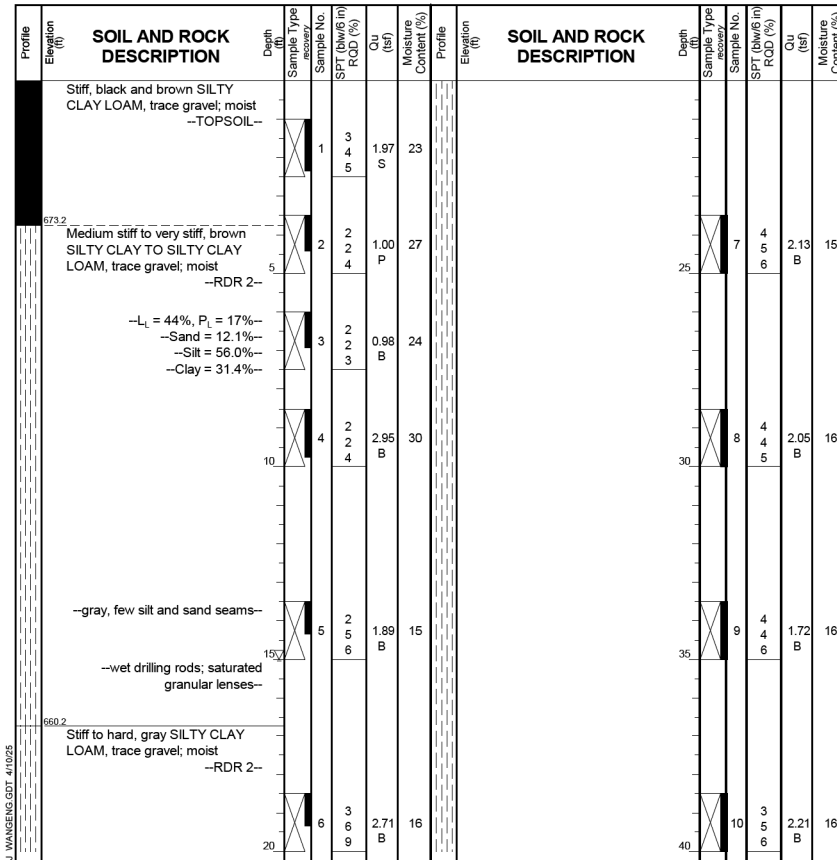 Profile
Elevation (ft)
SOIL AND ROCK
DESCRIPTION
Depth (ft)
Sample Type
recovery
Sample No.
SPT (blw/6 in)
RQD (%)
Qu
(tsf)
Moisture
Content (%)
Profile
Elevation (ft)
SOIL AND ROCK
DESCRIPTION
Depth (ft)
Sample Type
recovery
Sample No.
SPT (blw/6 in)
RQD (%)
Qu
(tsf)
Moisture
Content (%)
Stiff, black and brown SILTY
CLAY LOAM, trace gravel; moist
--TOPSOIL--
1
3
4
5
1.97
S
23
673.2
Medium stiff to very stiff, brown
SILTY CLAY TO SILTY CLAY
LOAM, trace gravel; moist
--RDR 2--
5
2
2
2
4
1.00
P
27
--LL = 44%, PL = 17%--
--Sand = 12.1%--
--Silt = 56.0%--
--Clay = 31.4%--
3
2
2
3
0.98
B
24
10
4
2
2
4
2.95
B
30
--gray, few silt and sand seams--
15
5
2
5
6
1.89
B
15
--wet drilling rods; saturated
granular lenses--
660.2
Stiff to hard, gray SILTY CLAY
LOAM, trace gravel; moist
--RDR 2--
20
6
3
6
9
2.71
B
16
25
7
4
5
6
2.13
B
15
30
8
4
4
5
2.05
B
16
35
9
4
4
6
1.72
B
16
40
10
3
5
6
2.21
B
16
WANGENG.GDT 4/10/25